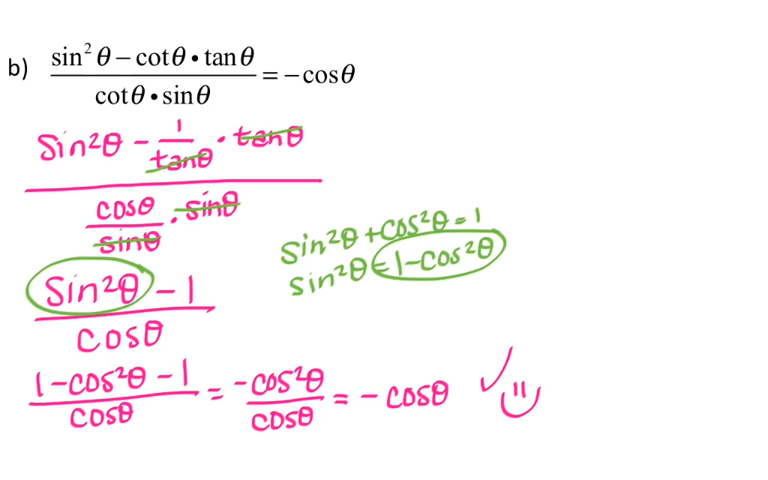 b) (sin²θ − cotθ • tanθ) / (cotθ • sinθ) = −cosθ
(sin²θ − 1/tanθ · tanθ) / (cosθ/sinθ · sinθ)
sin²θ + cos²θ = 1
sin²θ = 1 − cos²θ
(sin²θ − 1) / cosθ
(1 − cos²θ − 1) / cosθ = −cos²θ / cosθ = − cosθ ✓